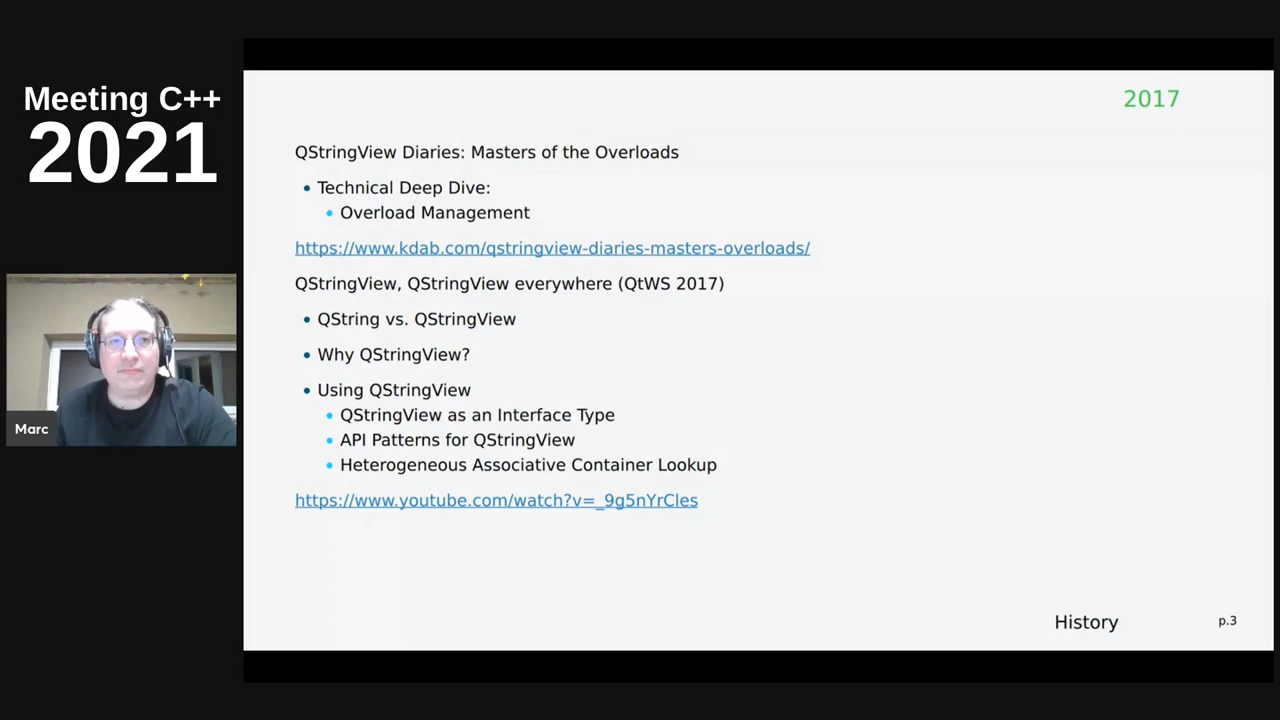 Meeting C++
2021
Marc
2017
QStringView Diaries: Masters of the Overloads
• Technical Deep Dive:
• Overload Management
https://www.kdab.com/qstringview-diaries-masters-overloads/
QStringView, QStringView everywhere (QtWS 2017)
• QString vs. QStringView
• Why QStringView?
• Using QStringView
• QStringView as an Interface Type
• API Patterns for QStringView
• Heterogeneous Associative Container Lookup
https://www.youtube.com/watch?v=_9g5nYrCles
History
p.3